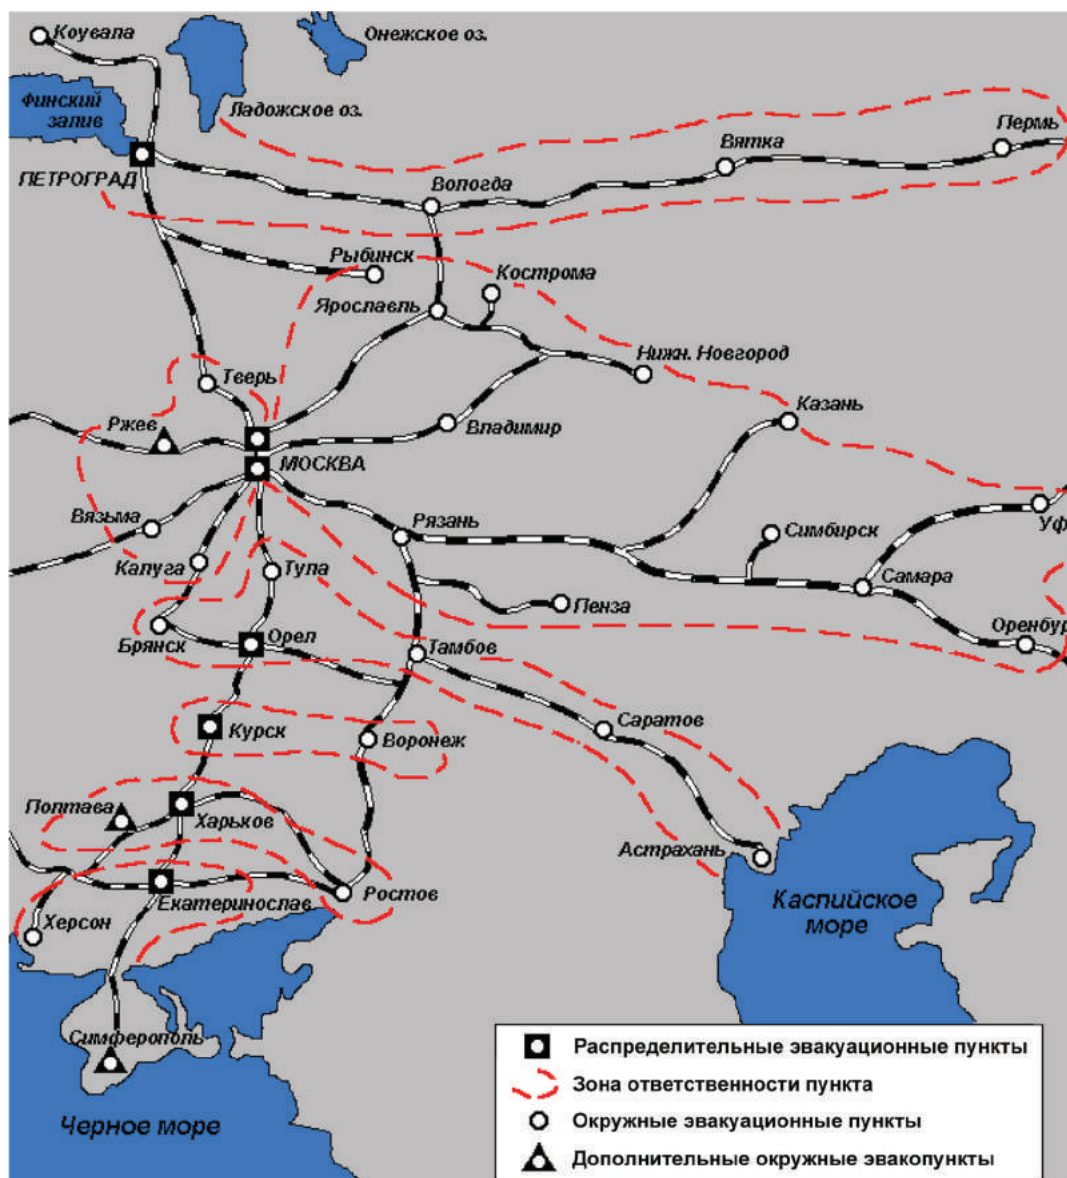 Коувала
Онежское оз.
Финский
залив
Ладожское оз.
Пермь
Вятка
ПЕТРОГРАД
Вологда
Рыбинск
Кострома
Ярославль
Нижн. Новгород
Тверь
Казань
Ржев
Владимир
МОСКВА
Вязьма
Рязань
Симбирск
Уф
Калуга
Тула
Самара
Пенза
Оренбур
Брянск
Орел
Тамбов
Саратов
Курск
Воронеж
Полтава
Харьков
Астрахань
Ростов
Екатеринослав
Херсон
Каспийское
море
Симферополь
Черное море
Распределительные эвакуационные пункты
Зона ответственности пункта
Окружные эвакуационные пункты
Дополнительные окружные эвакопункты